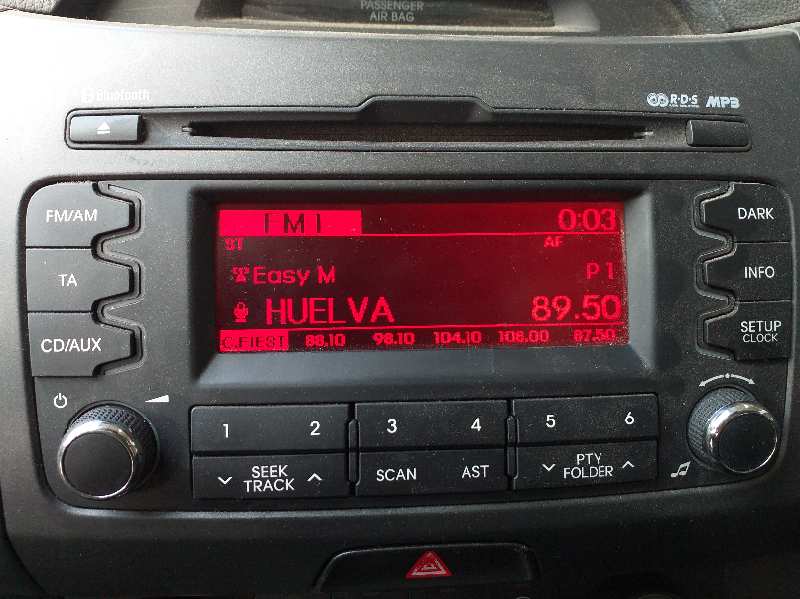 PASSENGER
AIR BAG
Bluetooth
R·D·S MP3
FM/AM
FM1 0:03
DARK
ST AF
TA
Easy M P1
INFO
HUELVA 89.50
CD/AUX
C.FIEST 88.10 98.10 104.10 106.00 87.50
SETUP
CLOCK
1 2 3 4 5 6
SEEK
TRACK
SCAN AST
PTY
FOLDER